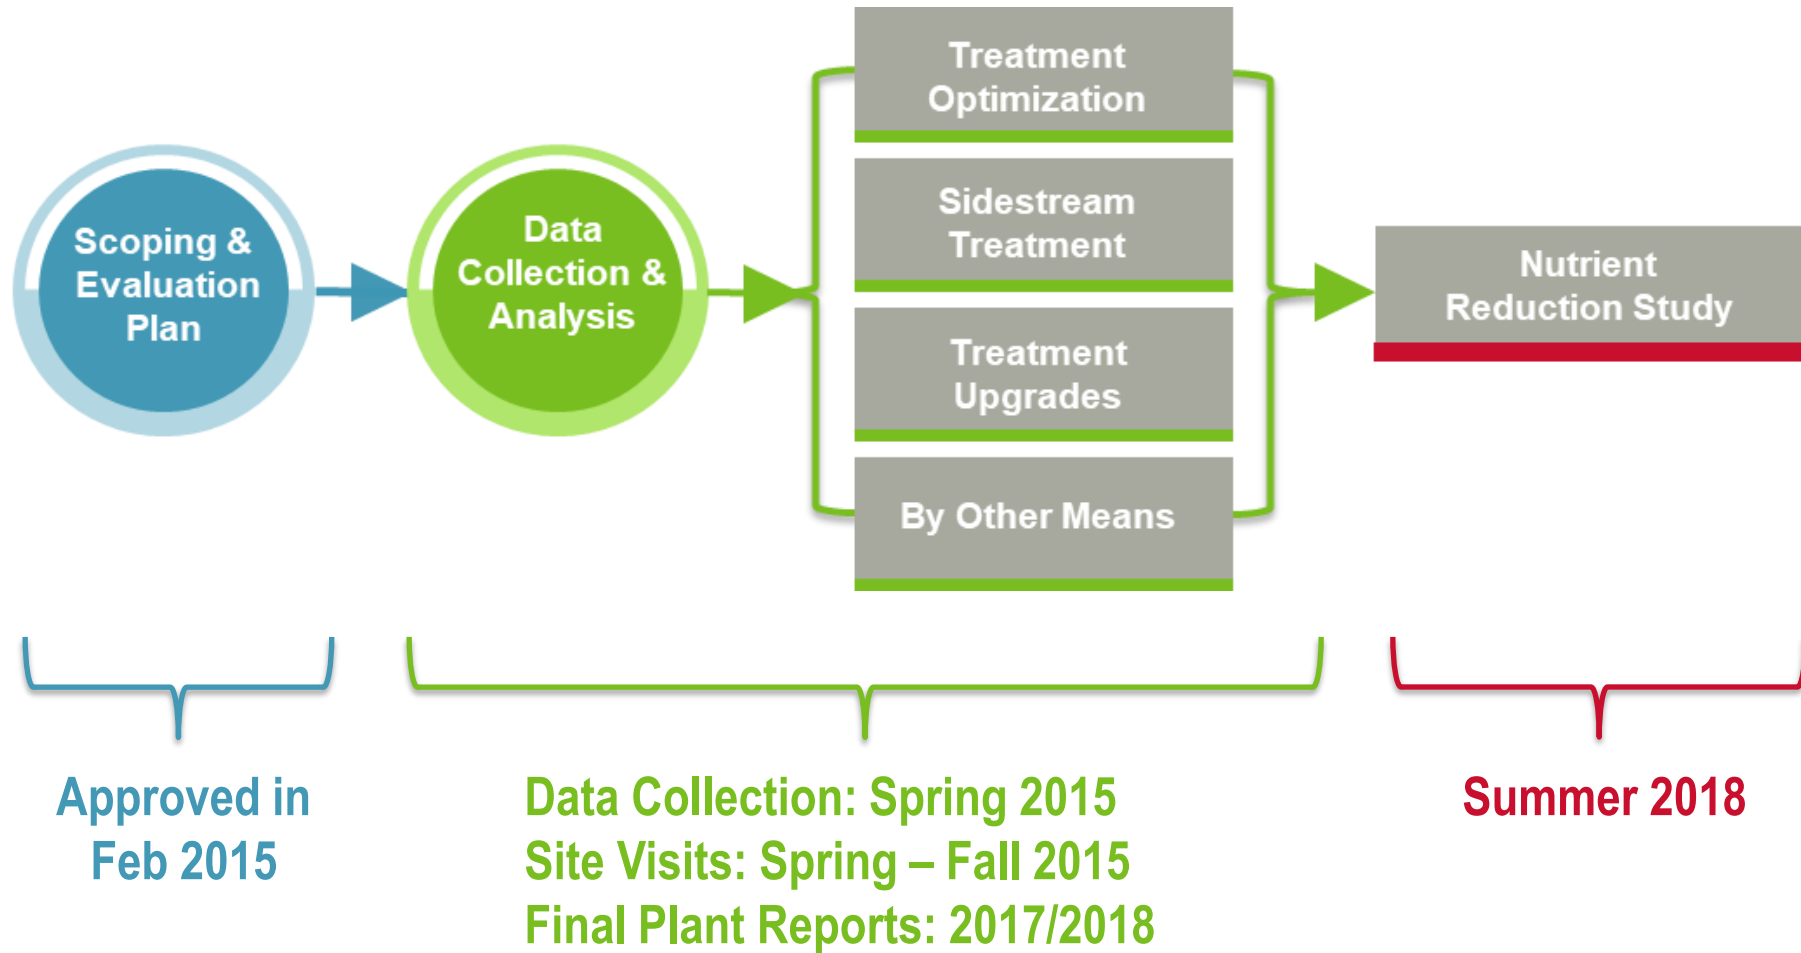 Scoping &
Evaluation
Plan
Data
Collection &
Analysis
Treatment
Optimization
Sidestream
Treatment
Treatment
Upgrades
By Other Means
Nutrient
Reduction Study
Approved in
Feb 2015
Data Collection: Spring 2015
Site Visits: Spring – Fall 2015
Final Plant Reports: 2017/2018
Summer 2018